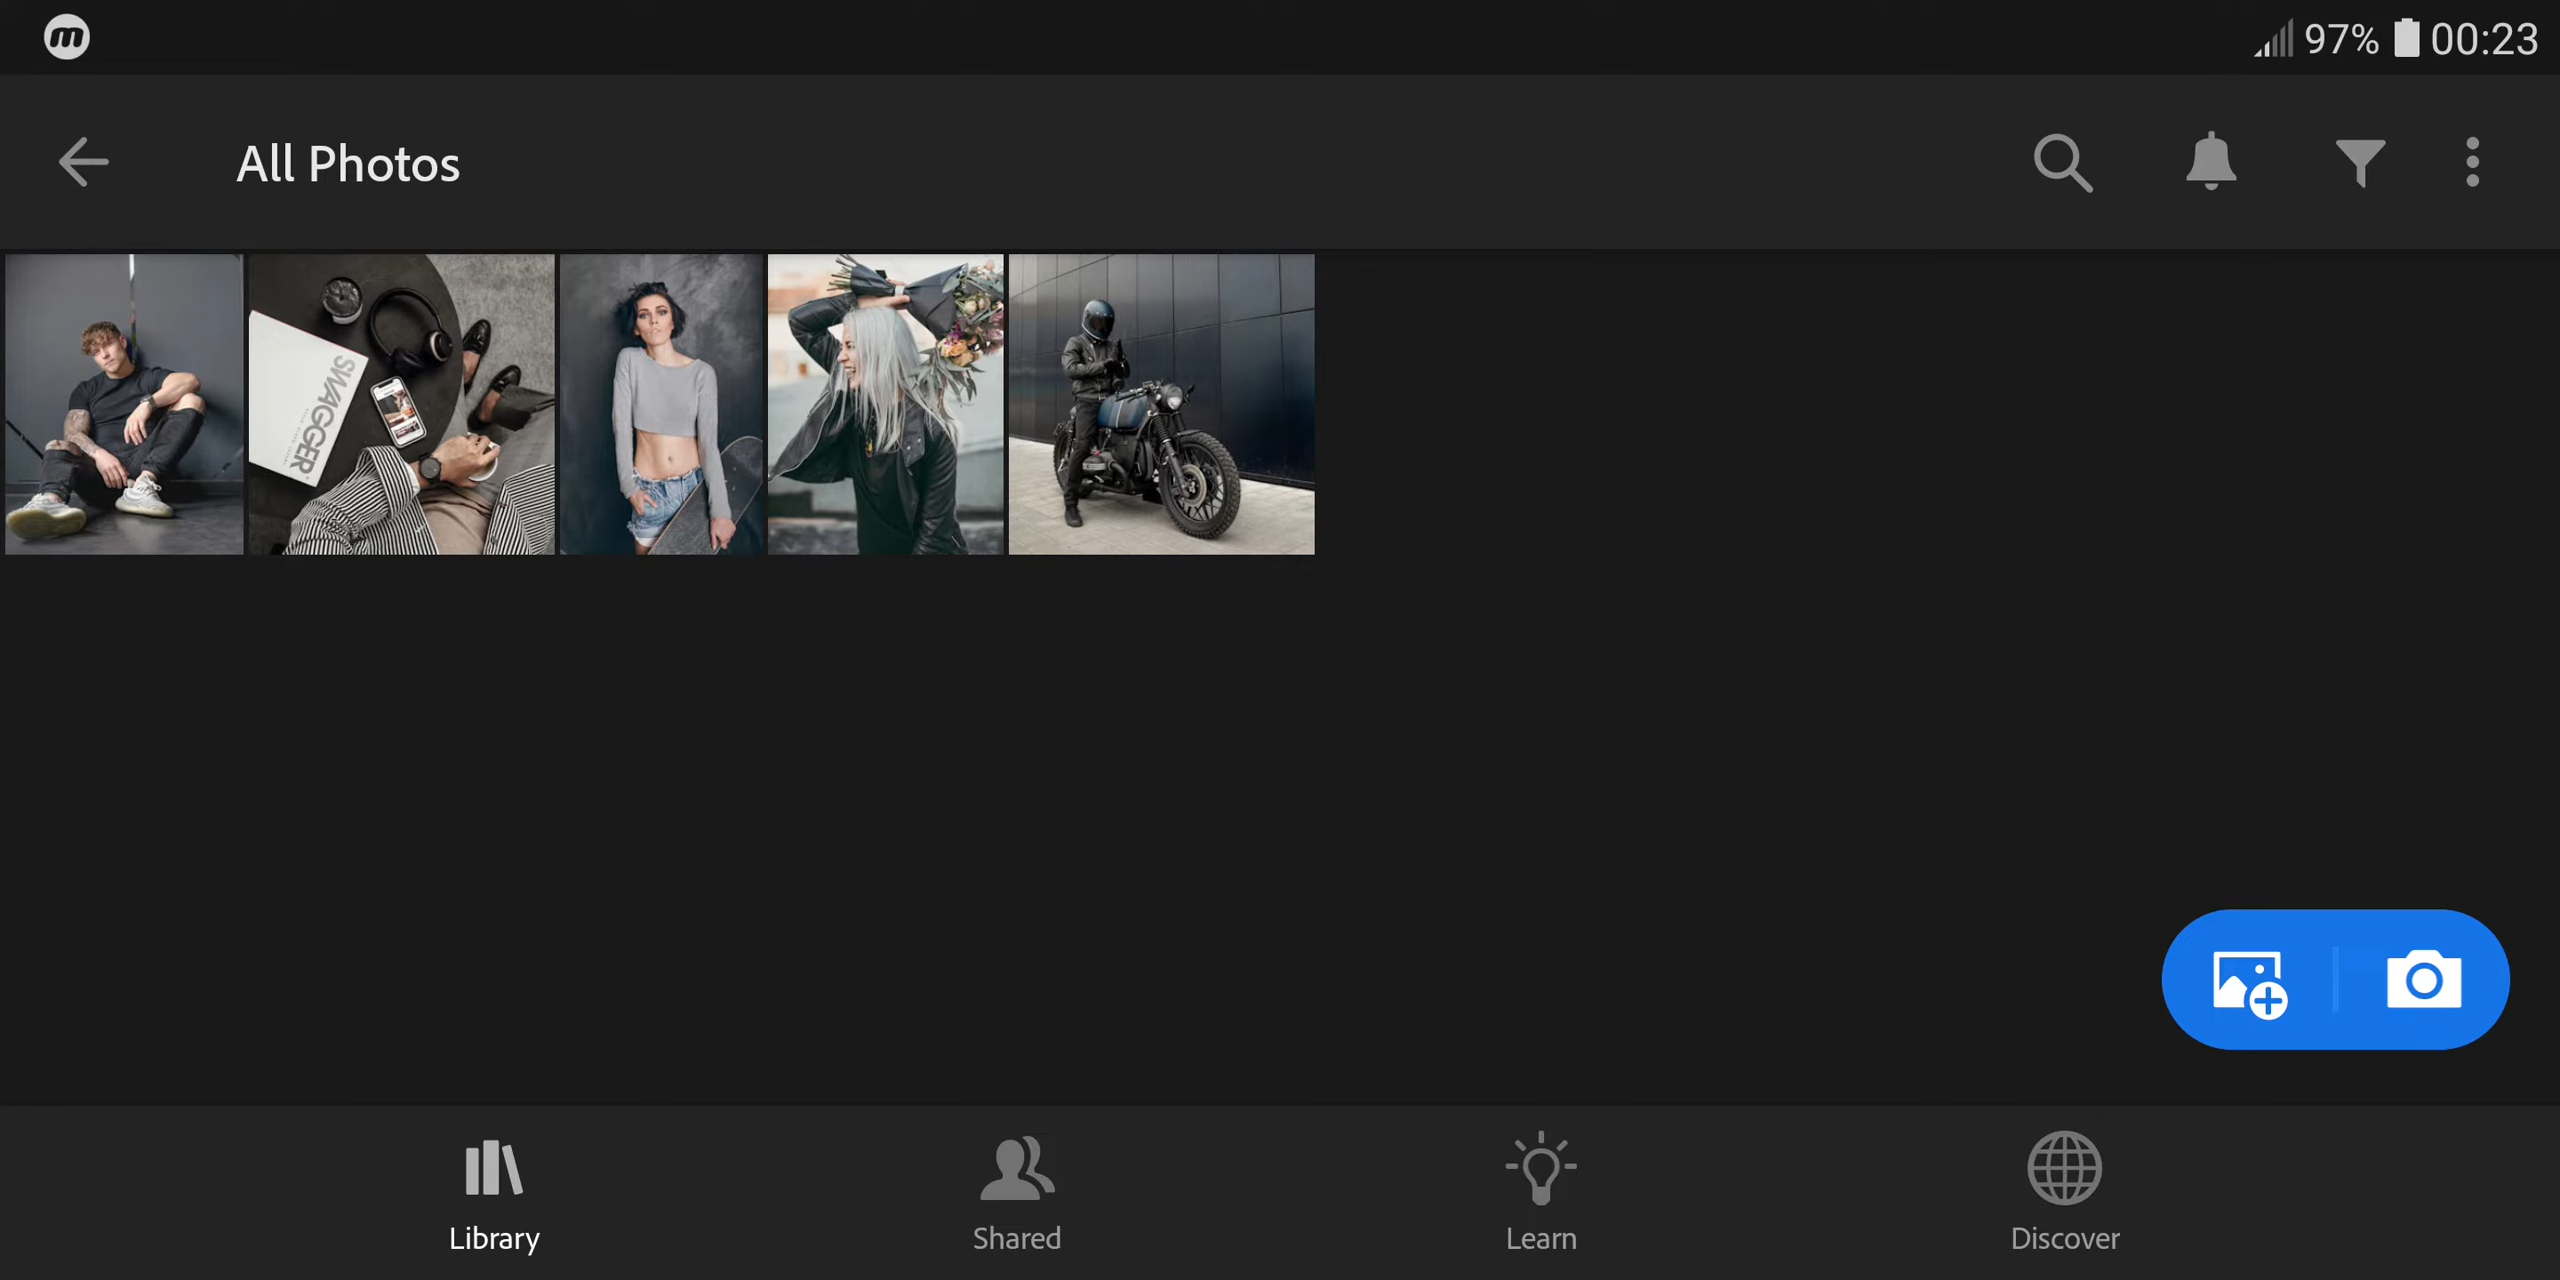 97% 00:23
All Photos
SWAGGER
Library
Shared
Learn
Discover